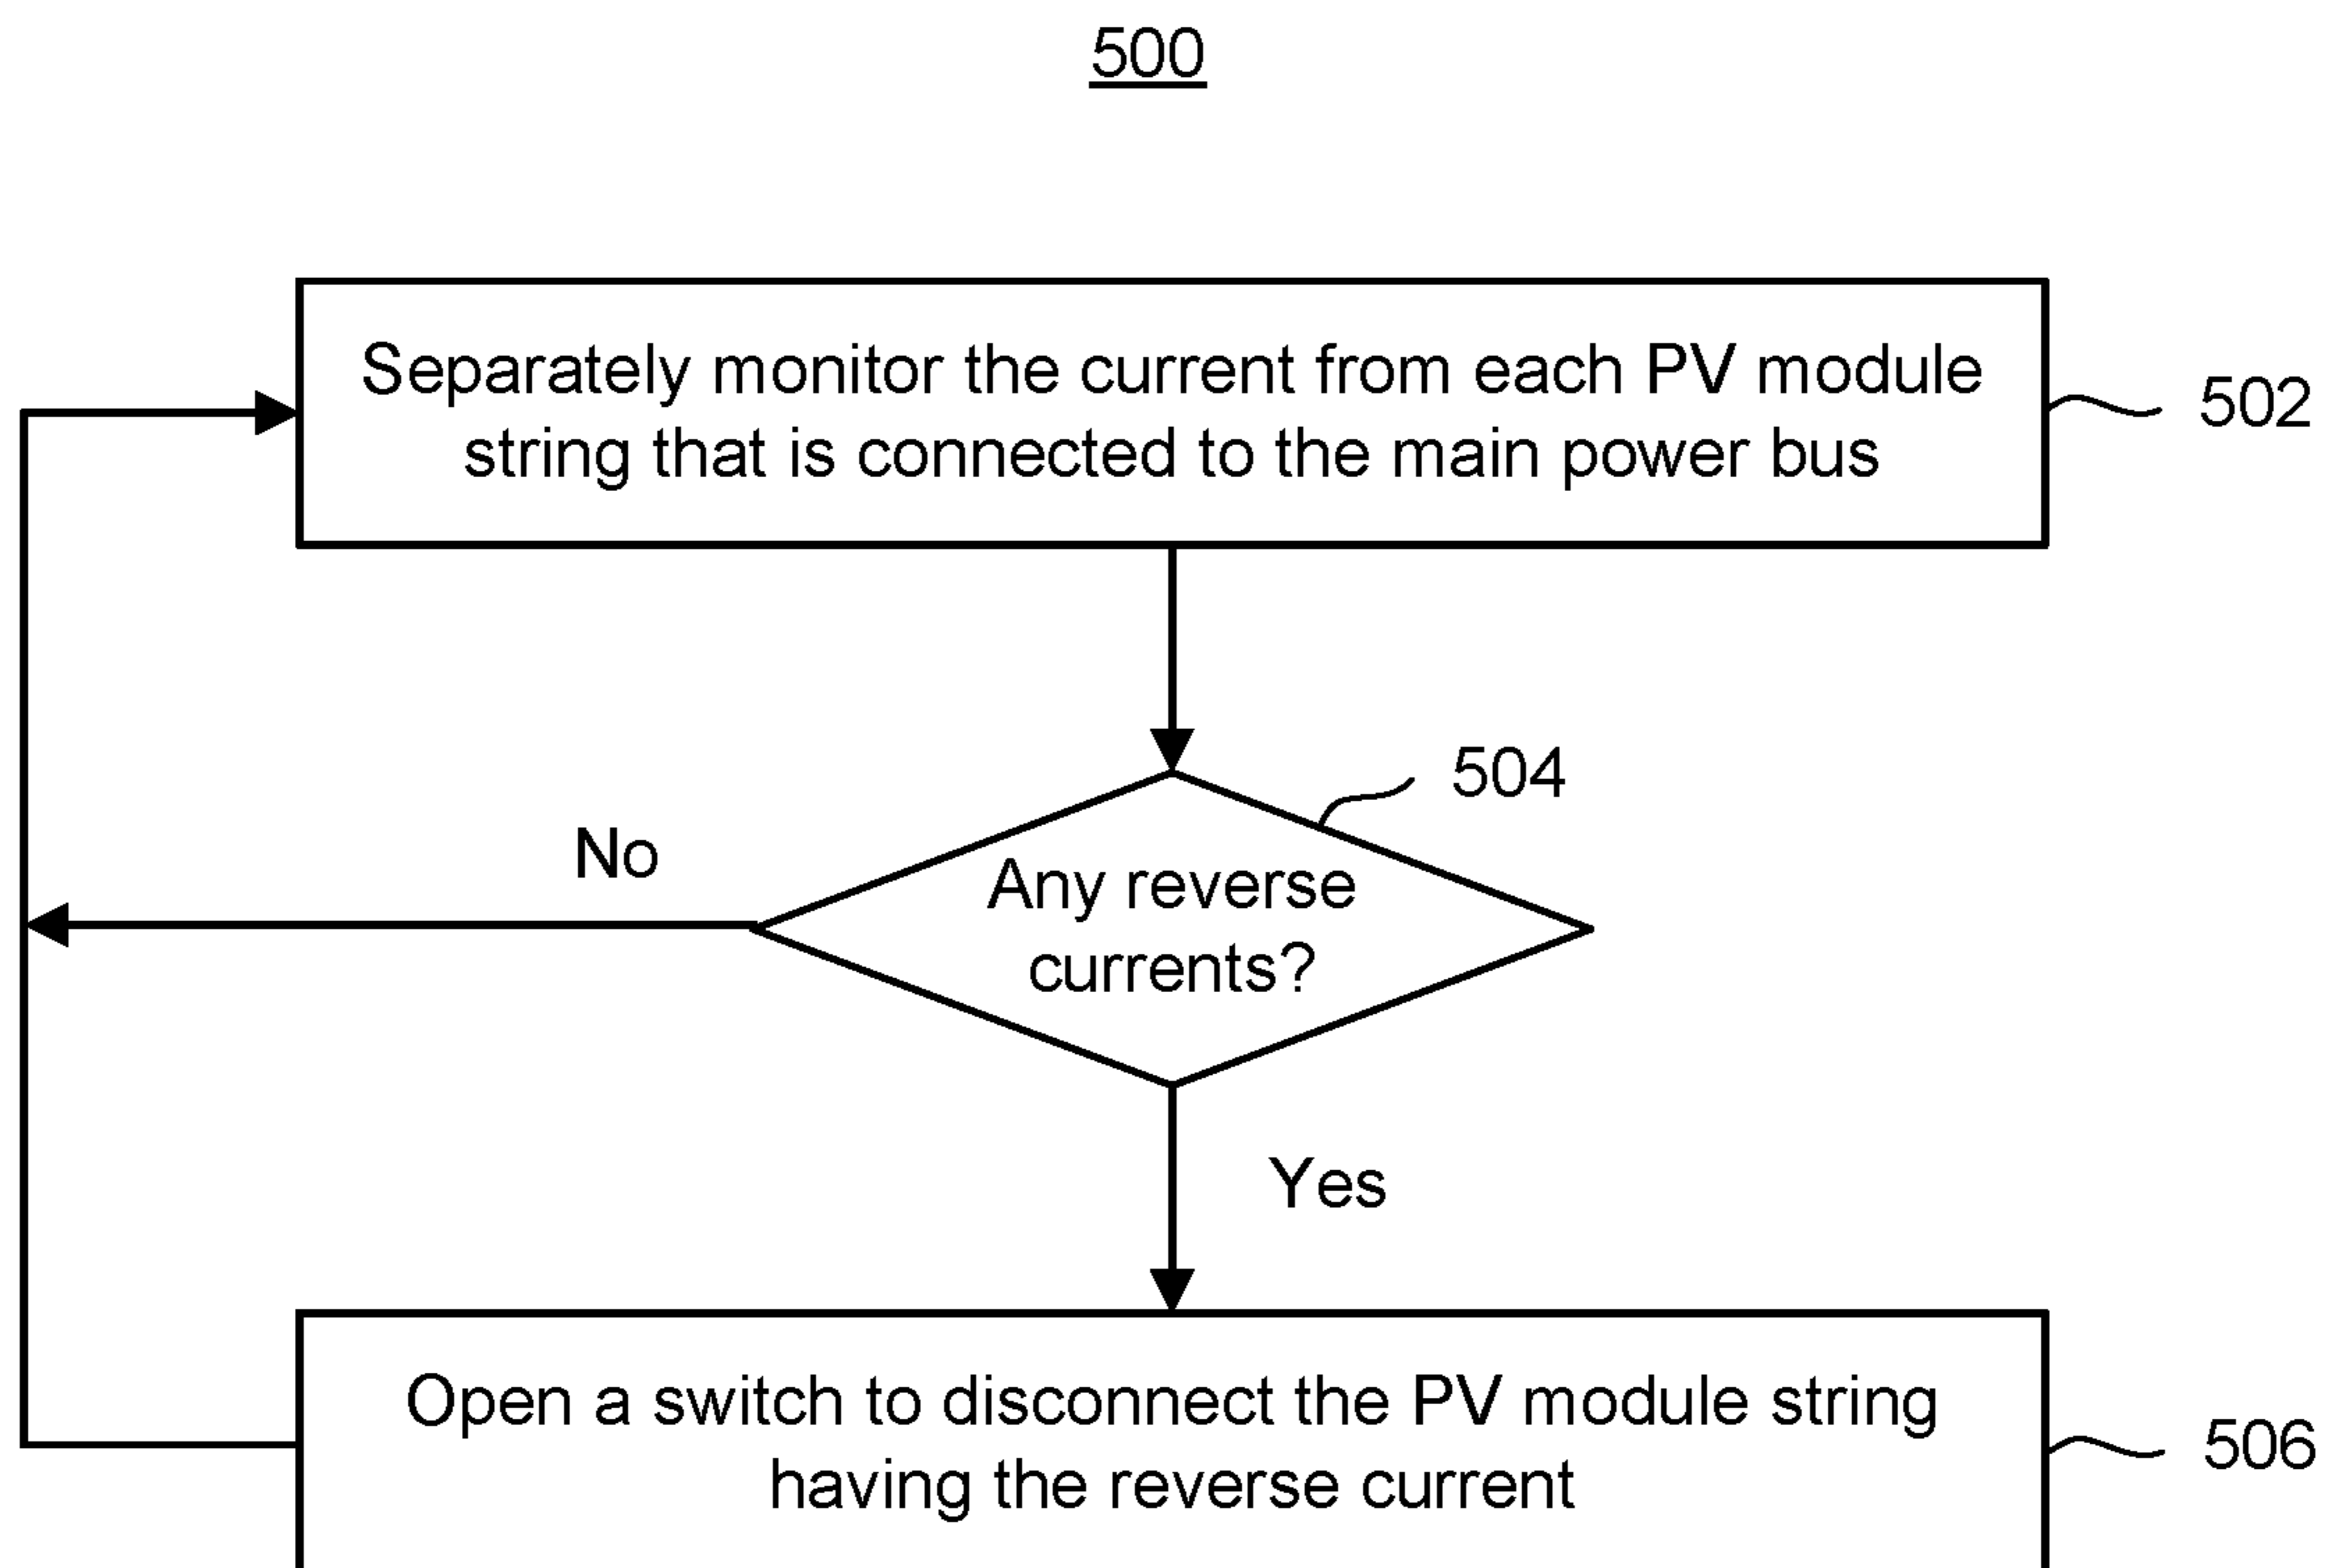 500
Separately monitor the current from each PV module
string that is connected to the main power bus
502
504
No
Any reverse
currents?
Yes
Open a switch to disconnect the PV module string
having the reverse current
506